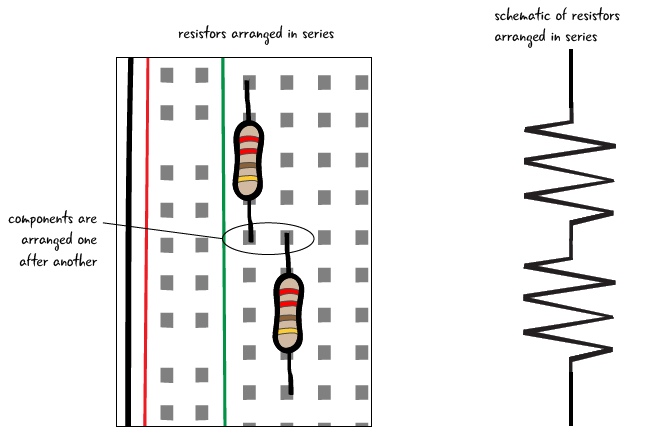 resistors arranged in series
schematic of resistors
arranged in series
components are
arranged one
after another